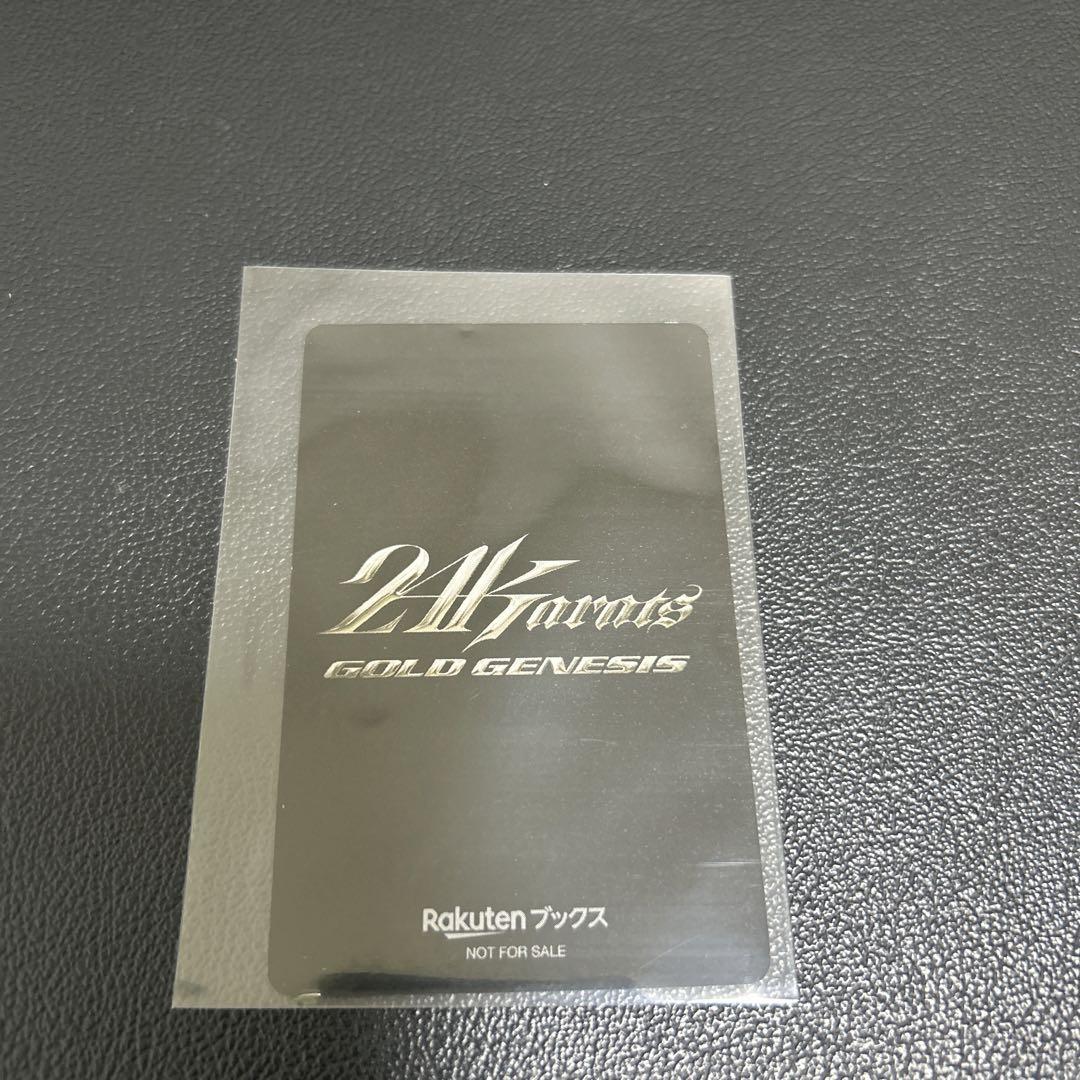 24Karats
GOLD GENESIS
Rakuten ブックス
NOT FOR SALE